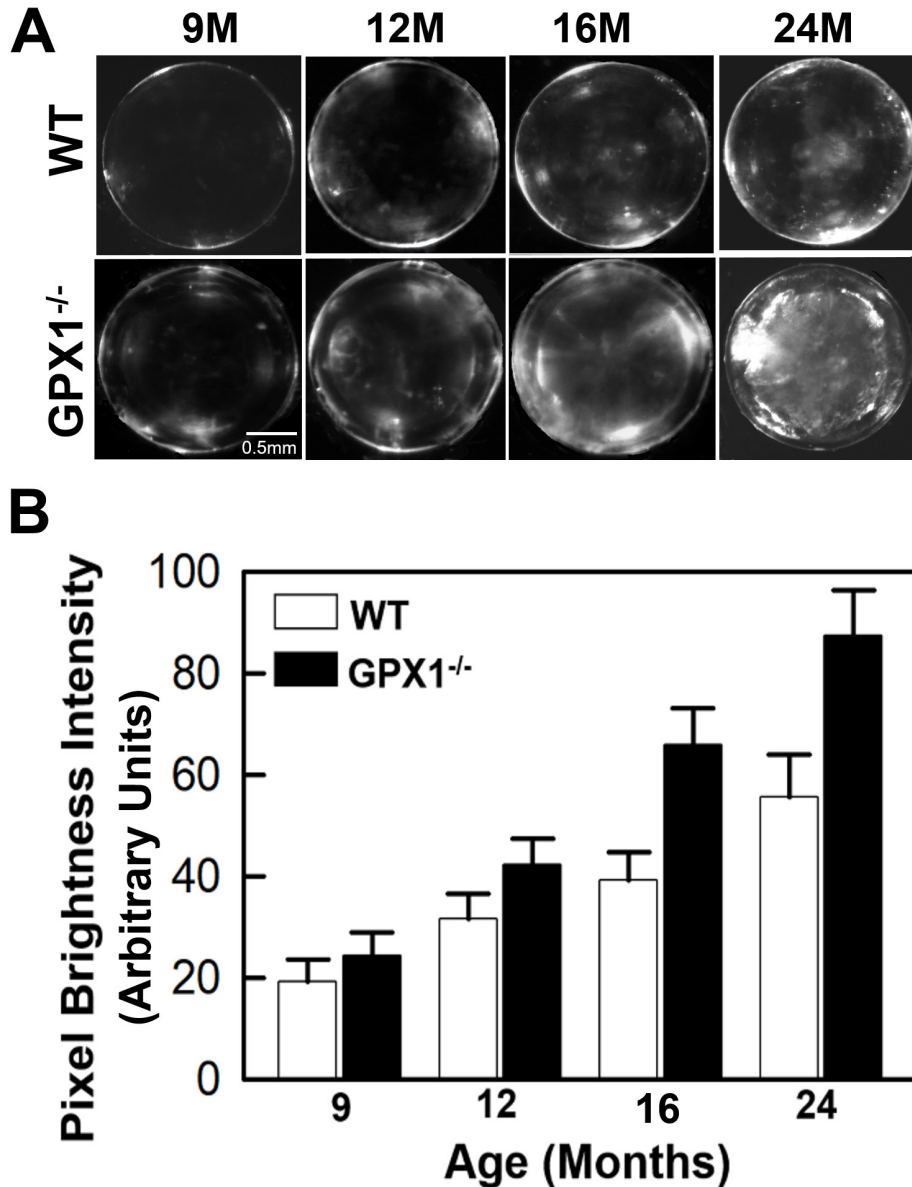 A
9M 12M 16M 24M
WT
GPX1-/-
0.5mm
B
Pixel Brightness Intensity
(Arbitrary Units)
100
80
60
40
20
0
WT
GPX1-/-
9 12 16 24
Age (Months)